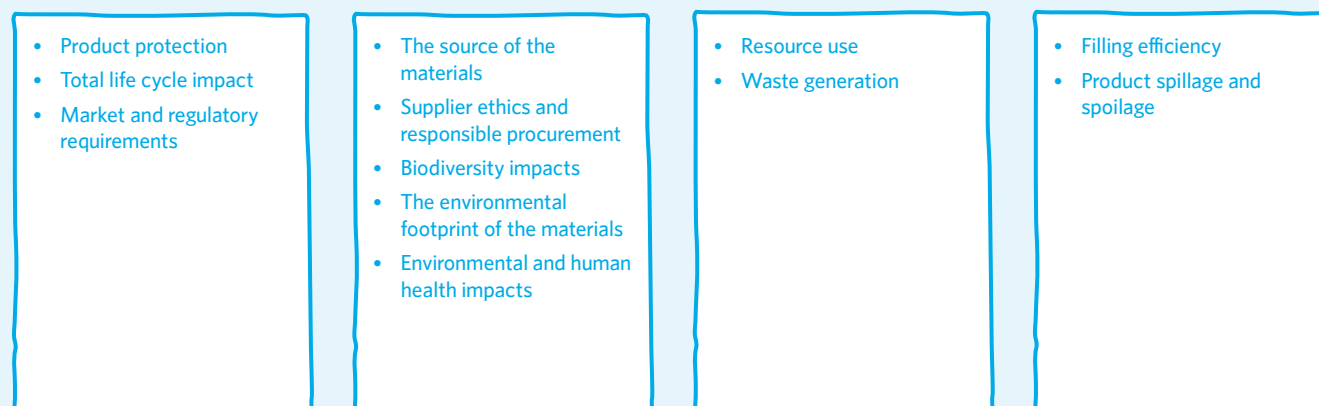 • Product protection
• Total life cycle impact
• Market and regulatory
requirements
• The source of the
materials
• Supplier ethics and
responsible procurement
• Biodiversity impacts
• The environmental
footprint of the materials
• Environmental and human
health impacts
• Resource use
• Waste generation
• Filling efficiency
• Product spillage and
spoilage